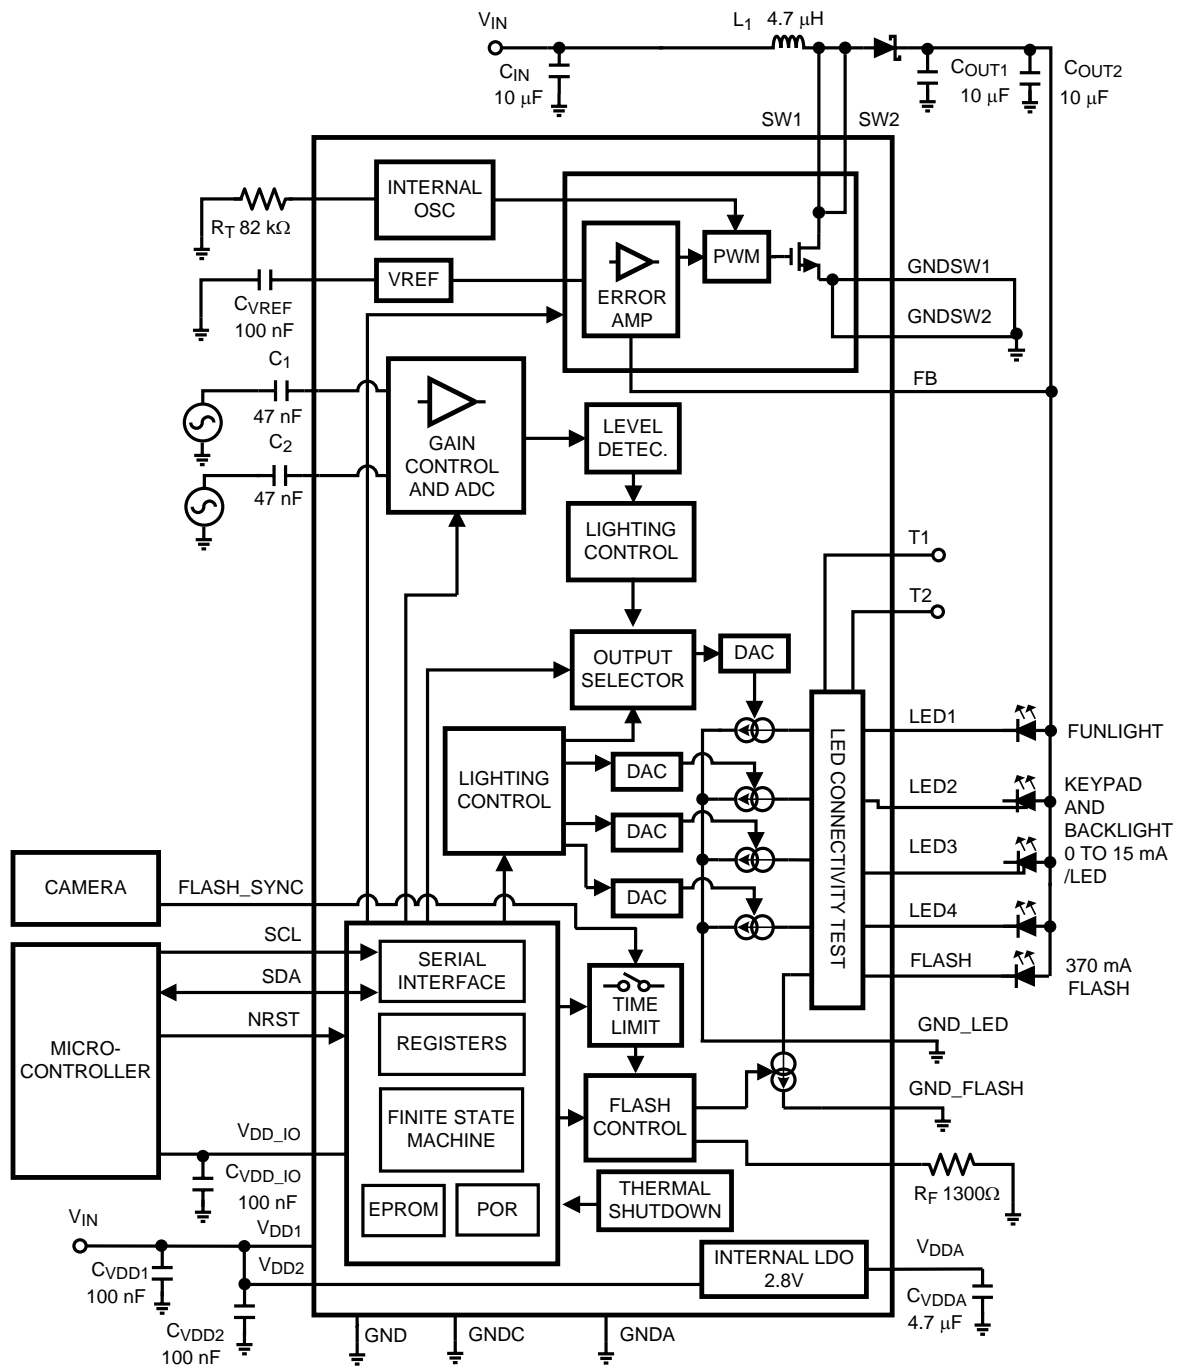 VIN
L1 4.7 μH
CIN
10 μF
COUT1
10 μF
COUT2
10 μF
SW1
SW2
INTERNAL
OSC
RT 82 kΩ
PWM
ERROR
AMP
VREF
CVREF
100 nF
GNDSW1
GNDSW2
FB
C1
47 nF
C2
47 nF
GAIN
CONTROL
AND ADC
LEVEL
DETEC.
LIGHTING
CONTROL
T1
T2
OUTPUT
SELECTOR
DAC
LIGHTING
CONTROL
DAC
DAC
DAC
LED CONNECTIVITY TEST
LED1
FUNLIGHT
LED2
KEYPAD
AND
BACKLIGHT
0 TO 15 mA
/LED
LED3
LED4
FLASH
370 mA
FLASH
CAMERA
FLASH_SYNC
SCL
SDA
NRST
MICRO-
CONTROLLER
SERIAL
INTERFACE
REGISTERS
FINITE STATE
MACHINE
EPROM
POR
TIME
LIMIT
FLASH
CONTROL
THERMAL
SHUTDOWN
GND_LED
GND_FLASH
RF 1300Ω
VDD_IO
CVDD_IO
100 nF
VIN
VDD1
VDD2
CVDD1
100 nF
CVDD2
100 nF
INTERNAL LDO
2.8V
VDDA
CVDDA
4.7 μF
GND
GNDC
GNDA